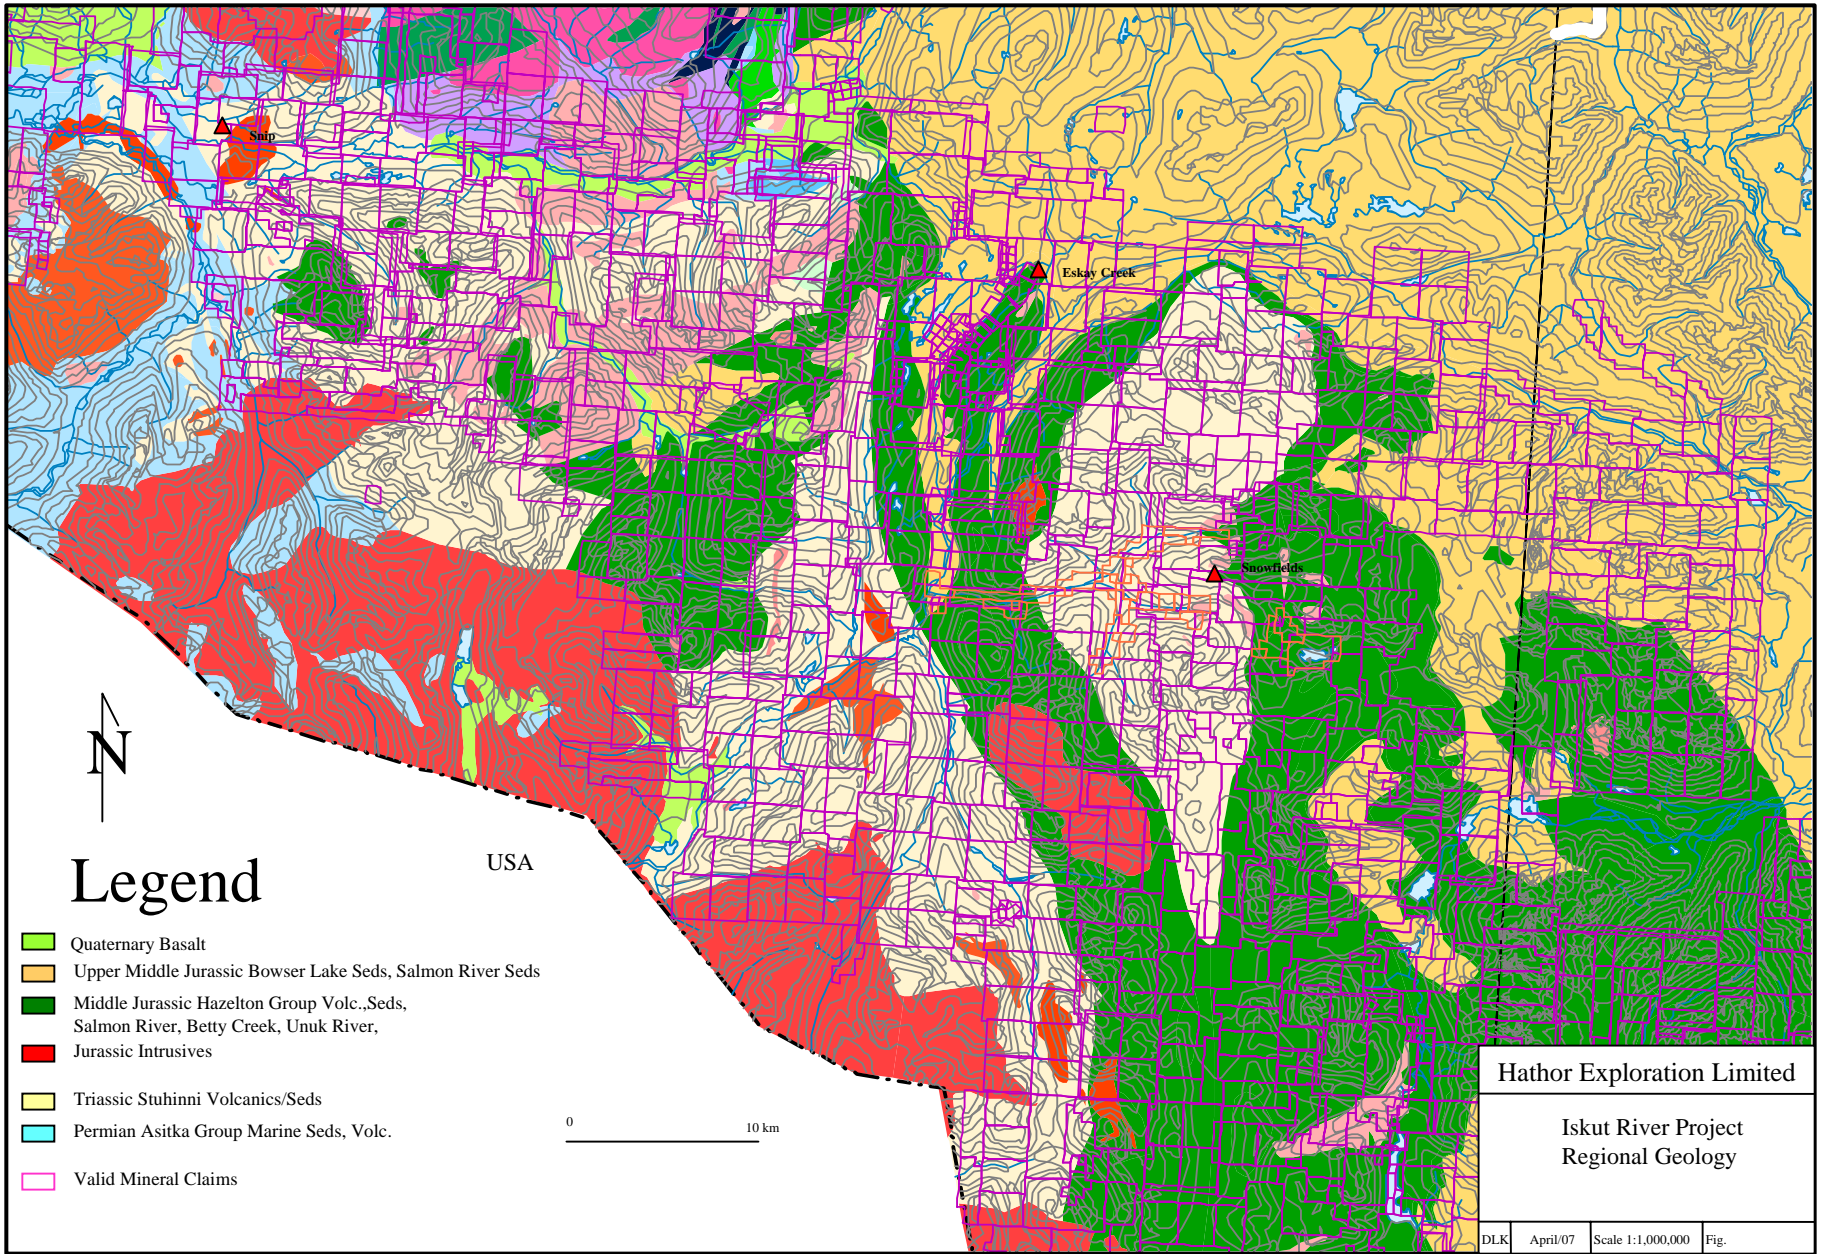 Snip
Eskay Creek
Snowfields
N
USA
Legend
Quaternary Basalt
Upper Middle Jurassic Bowser Lake Seds, Salmon River Seds
Middle Jurassic Hazelton Group Volc.,Seds,
Salmon River, Betty Creek, Unuk River,
Jurassic Intrusives
Triassic Stuhinni Volcanics/Seds
Permian Asitka Group Marine Seds, Volc.
Valid Mineral Claims
0 10 km
Hathor Exploration Limited
Iskut River Project
Regional Geology
DLK April/07 Scale 1:1,000,000 Fig.